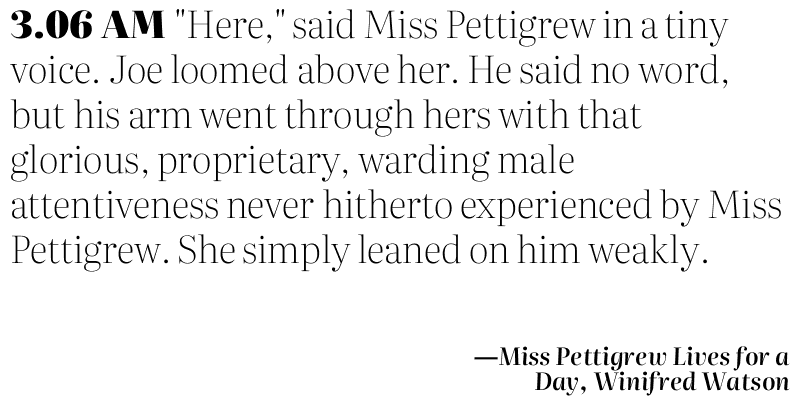 3.06 AM "Here," said Miss Pettigrew in a tiny
voice. Joe loomed above her. He said no word,
but his arm went through hers with that
glorious, proprietary, warding male
attentiveness never hitherto experienced by Miss
Pettigrew. She simply leaned on him weakly.
—Miss Pettigrew Lives for a
Day, Winifred Watson